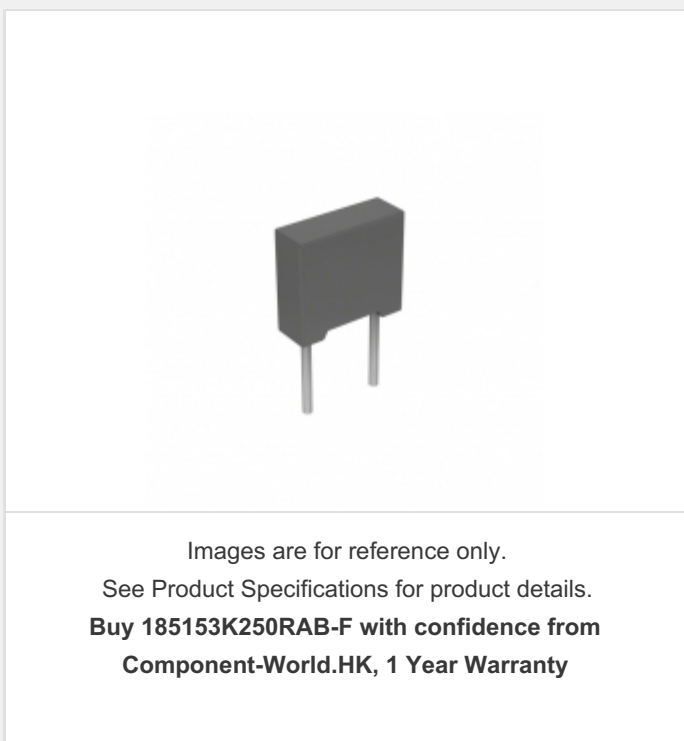 Images are for reference only.
See Product Specifications for product details.
Buy 185153K250RAB-F with confidence from
Component-World.HK, 1 Year Warranty